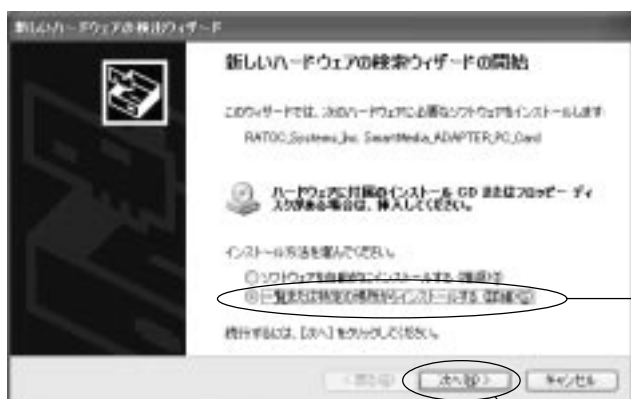 新しいハードウェアの検出ウィザード
新しいハードウェアの検索ウィザードの開始
このウィザードでは、次のハードウェアに必要なソフトウェアをインストールします:
RATOC_Systems_Inc. SmartMedia_ADAPTER_PC_Card
ハードウェアに付属のインストール CD またはフロッピー ディ
スクがある場合は、挿入してください。
インストール方法を選んでください。
ソフトウェアを自動的にインストールする (推奨)(I)
一覧または特定の場所からインストールする (詳細)(S)
続行するには、[次へ] をクリックしてください。
< 戻る(B)
次へ(N) >
キャンセル